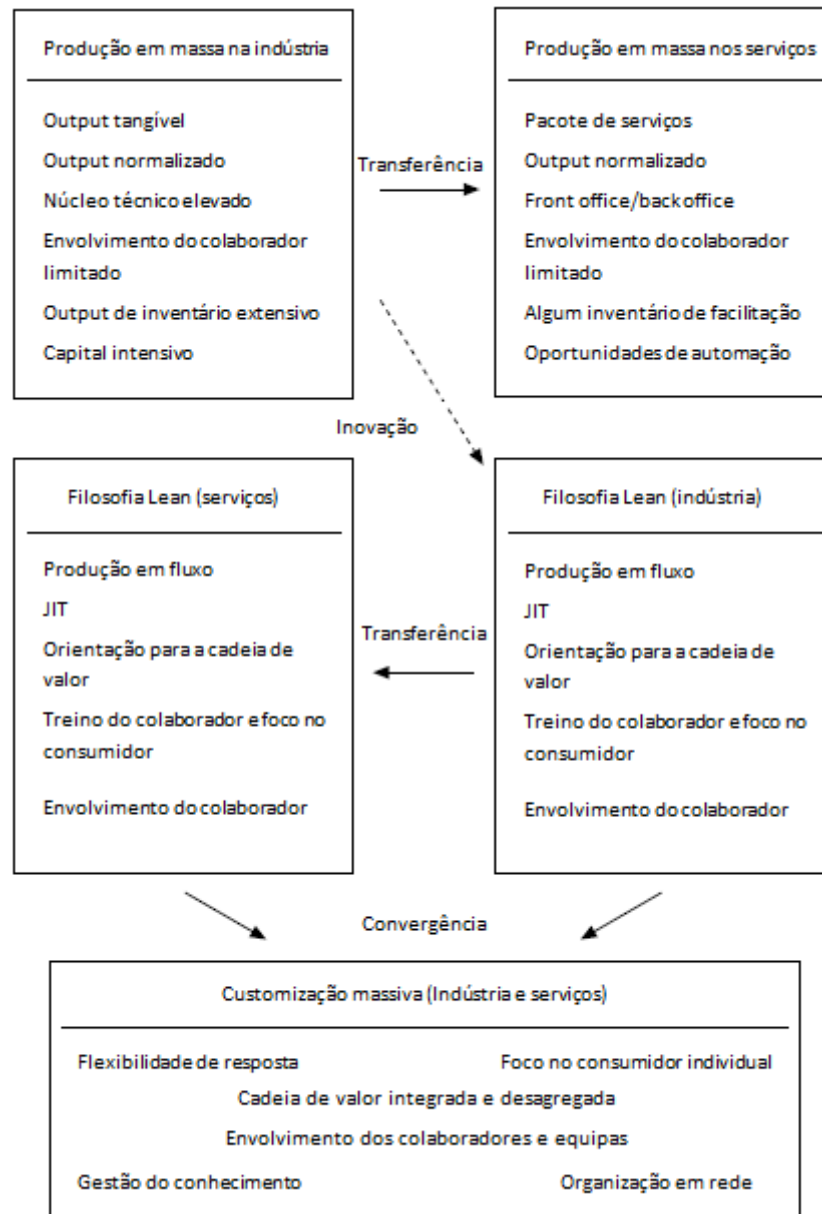 Produção em massa na indústria
Output tangível
Output normalizado
Núcleo técnico elevado
Envolvimento do colaborador
limitado
Output de inventário extensivo
Capital intensivo
Transferência
Produção em massa nos serviços
Pacote de serviços
Output normalizado
Front office/back office
Envolvimento do colaborador
limitado
Algum inventário de facilitação
Oportunidades de automação
Inovação
Filosofia Lean (serviços)
Produção em fluxo
JIT
Orientação para a cadeia de
valor
Treino do colaborador e foco no
consumidor
Envolvimento do colaborador
Transferência
Filosofia Lean (indústria)
Produção em fluxo
JIT
Orientação para a cadeia de
valor
Treino do colaborador e foco no
consumidor
Envolvimento do colaborador
Convergência
Customização massiva (Indústria e serviços)
Flexibilidade de resposta
Foco no consumidor individual
Cadeia de valor integrada e desagregada
Envolvimento dos colaboradores e equipas
Gestão do conhecimento
Organização em rede